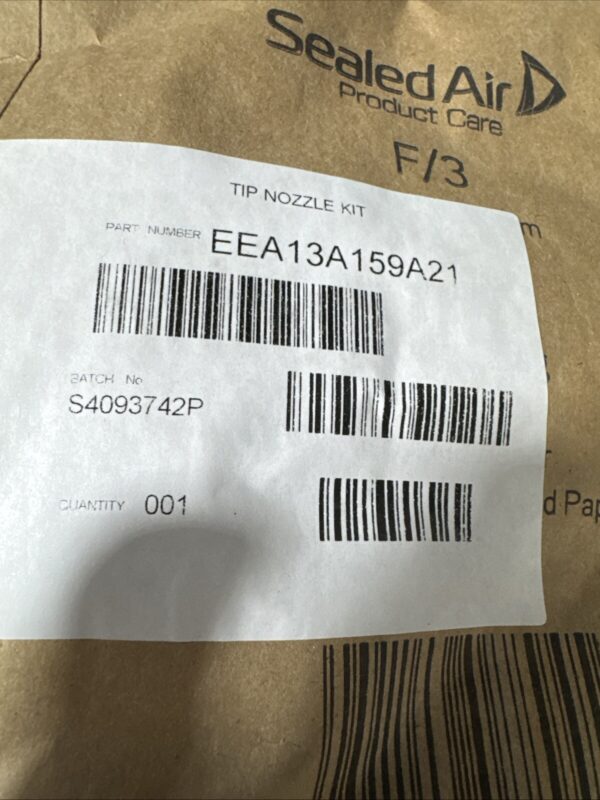 Sealed Air
Product Care
F/3
TIP NOZZLE KIT
PART NUMBER EEA13A159A21
BATCH No
S4093742P
QUANTITY 001